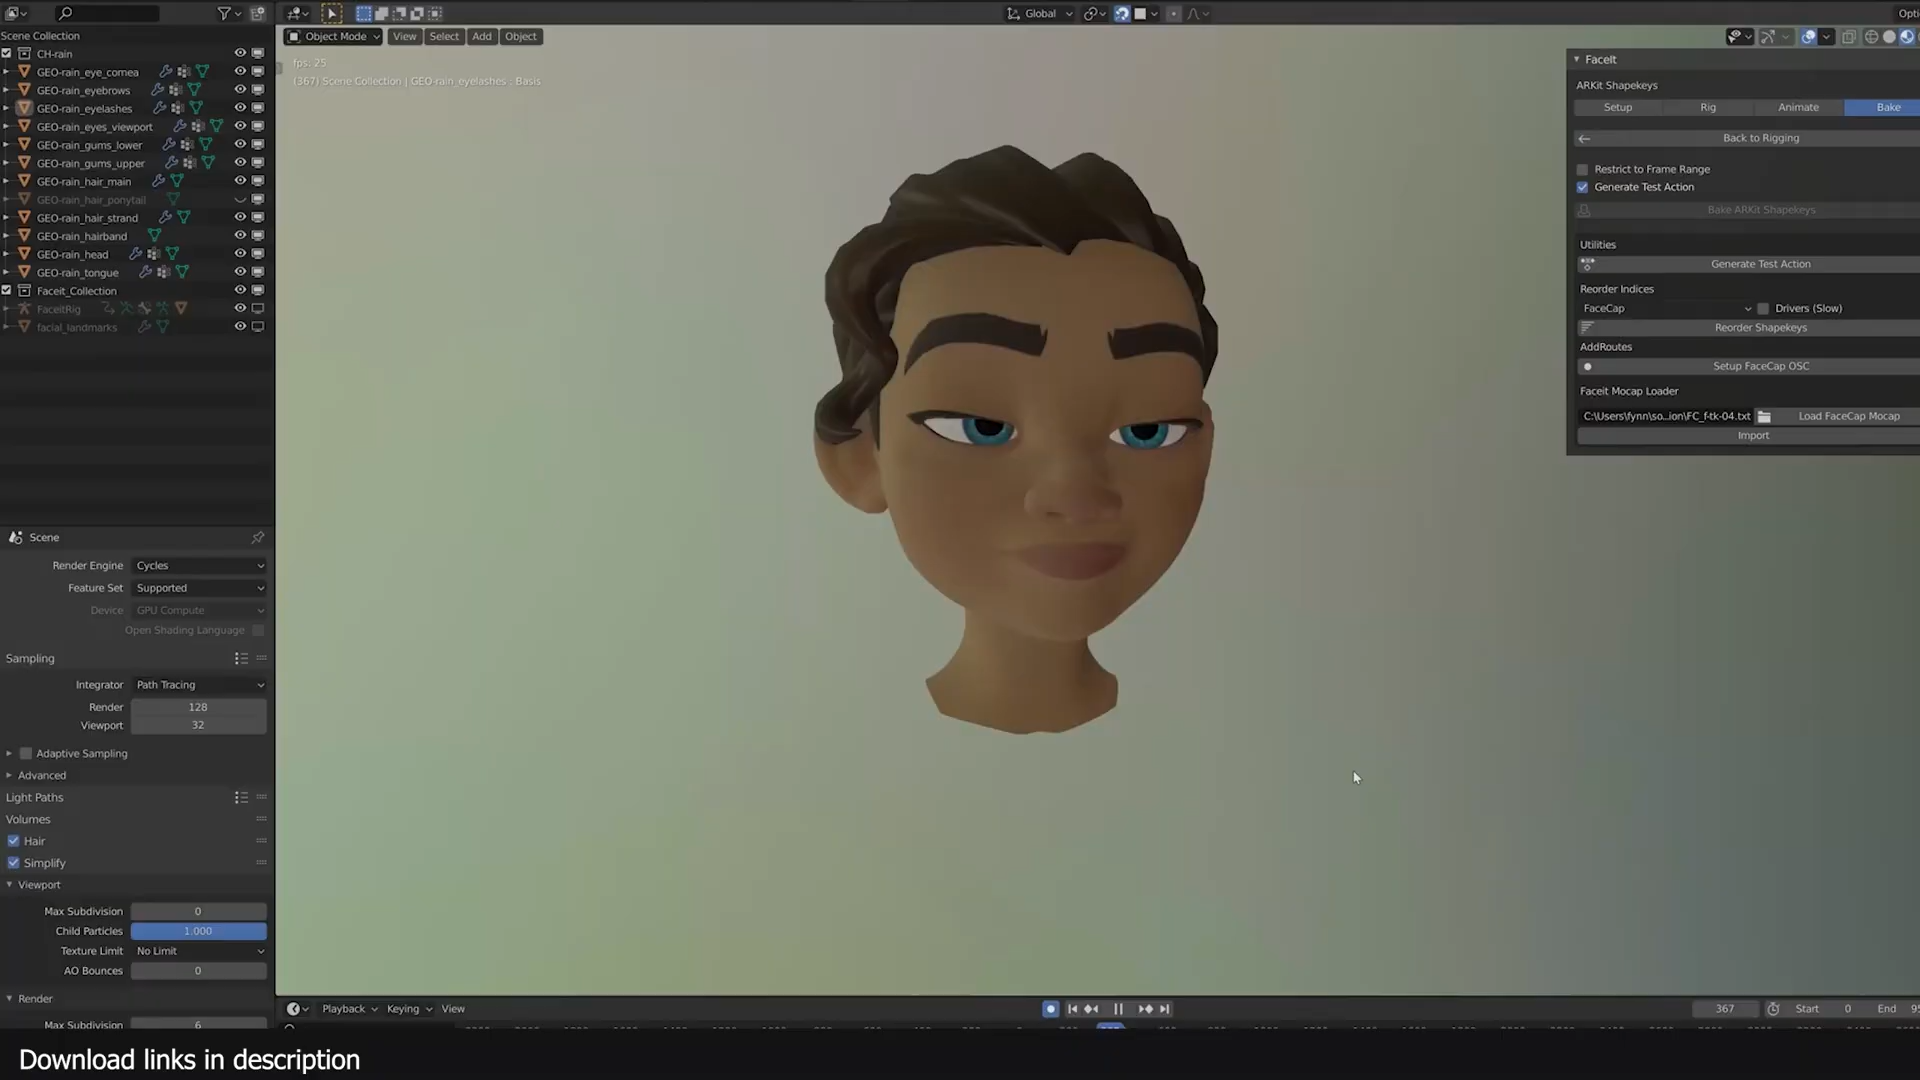 Global
Opti
Scene Collection
CH-rain
GEO-rain_eye_cornea
GEO-rain_eyebrows
GEO-rain_eyelashes
GEO-rain_eyes_viewport
GEO-rain_gums_lower
GEO-rain_gums_upper
GEO-rain_hair_main
GEO-rain_hair_ponytail
GEO-rain_hair_strand
GEO-rain_hairband
GEO-rain_head
GEO-rain_tongue
Faceit_Collection
FaceitRig
facial_landmarks
Object Mode View Select Add Object
fps: 25
(367) Scene Collection | GEO-rain_eyelashes : Basis
FaceIt
ARKit Shapekeys
Setup Rig Animate Bake
Back to Rigging
Restrict to Frame Range
Generate Test Action
Bake ARKit Shapekeys
Utilities
Generate Test Action
Reorder Indices
FaceCap Drivers (Slow)
Reorder Shapekeys
AddRoutes
Setup FaceCap OSC
Faceit Mocap Loader
C:\Users\fynn\so...ion\FC_f-tk-04.txt Load FaceCap Mocap
Import
Scene
Render Engine Cycles
Feature Set Supported
Device GPU Compute
Open Shading Language
Sampling
Integrator Path Tracing
Render 128
Viewport 32
Adaptive Sampling
Advanced
Light Paths
Volumes
Hair
Simplify
Viewport
Max Subdivision 0
Child Particles 1.000
Texture Limit No Limit
AO Bounces 0
Render
Max Subdivision 6
Playback Keying View
367 Start 0 End 95
Download links in description